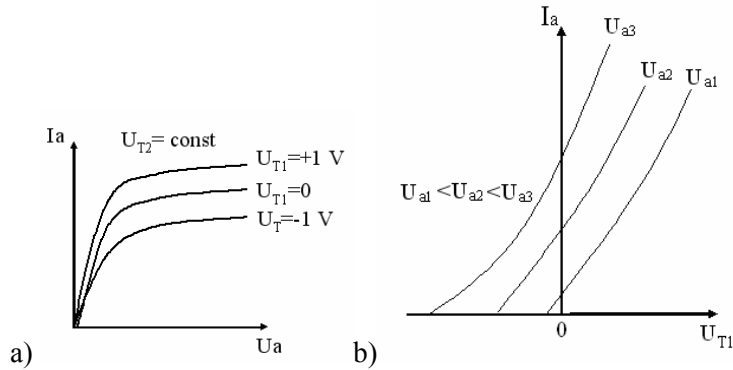 a)
Ia
U_T2= const
U_T1=+1 V
U_T1=0
U_T=-1 V
Ua
b)
Ia
U_a3
U_a2
U_a1
U_a1 <U_a2<U_a3
0
U_T1